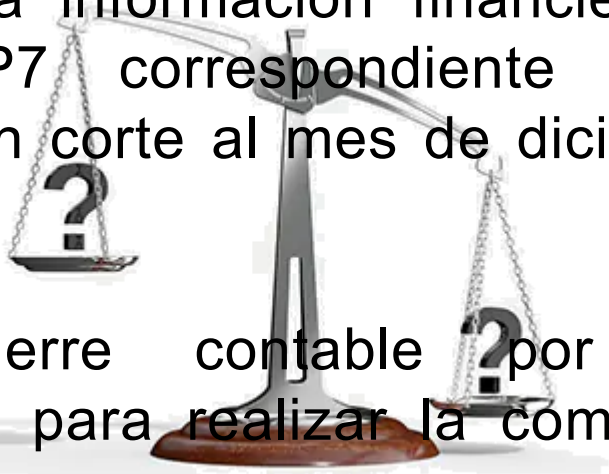 a información financie
P7 correspondiente
n corte al mes de dici
?
erre contable por
?
para realizar la com